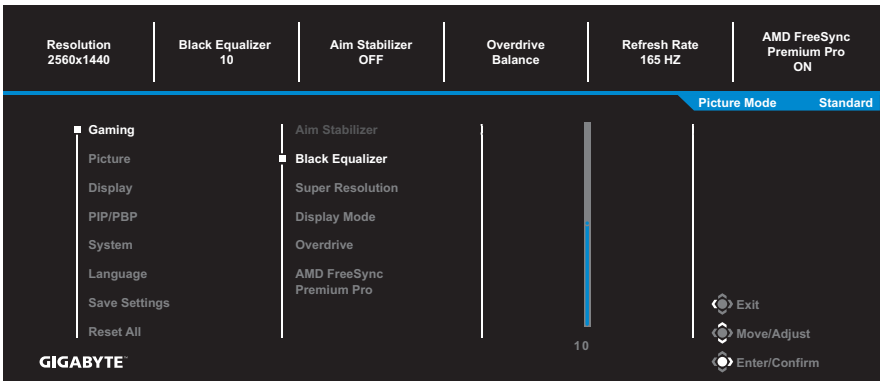 Resolution
2560x1440
Black Equalizer
10
Aim Stabilizer
OFF
Overdrive
Balance
Refresh Rate
165 HZ
AMD FreeSync
Premium Pro
ON
Picture Mode Standard
Gaming
Picture
Display
PIP/PBP
System
Language
Save Settings
Reset All
Aim Stabilizer
Black Equalizer
Super Resolution
Display Mode
Overdrive
AMD FreeSync
Premium Pro
10
Exit
Move/Adjust
Enter/Confirm
GIGABYTE™